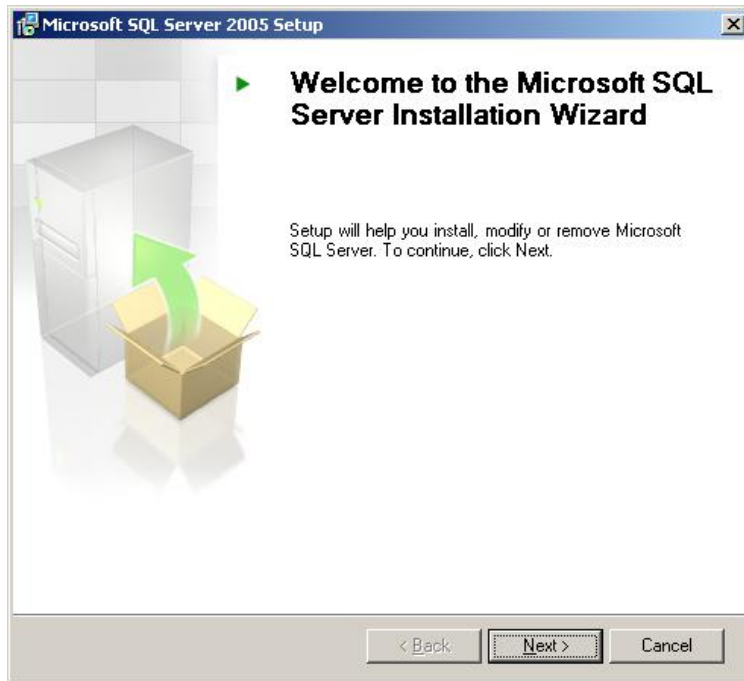 Microsoft SQL Server 2005 Setup
Welcome to the Microsoft SQL
Server Installation Wizard
Setup will help you install, modify or remove Microsoft
SQL Server. To continue, click Next.
< Back
Next >
Cancel